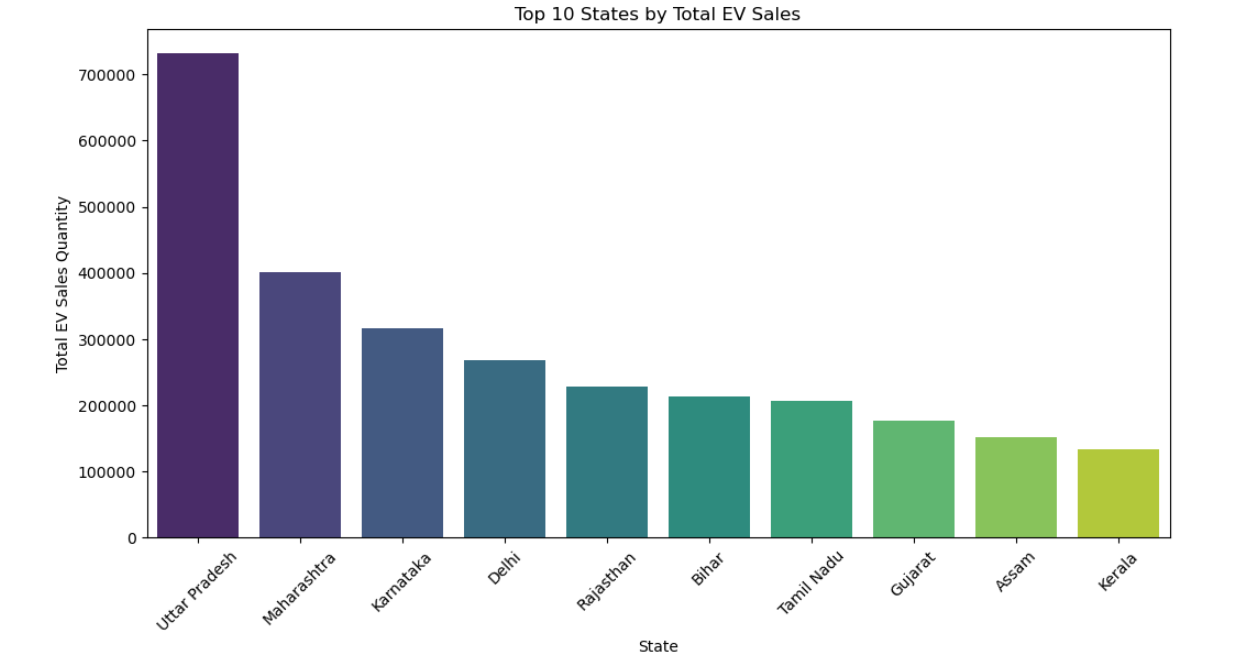 Top 10 States by Total EV Sales
Total EV Sales Quantity
700000
600000
500000
400000
300000
200000
100000
0
Uttar Pradesh
Maharashtra
Karnataka
Delhi
Rajasthan
Bihar
Tamil Nadu
Gujarat
Assam
Kerala
State